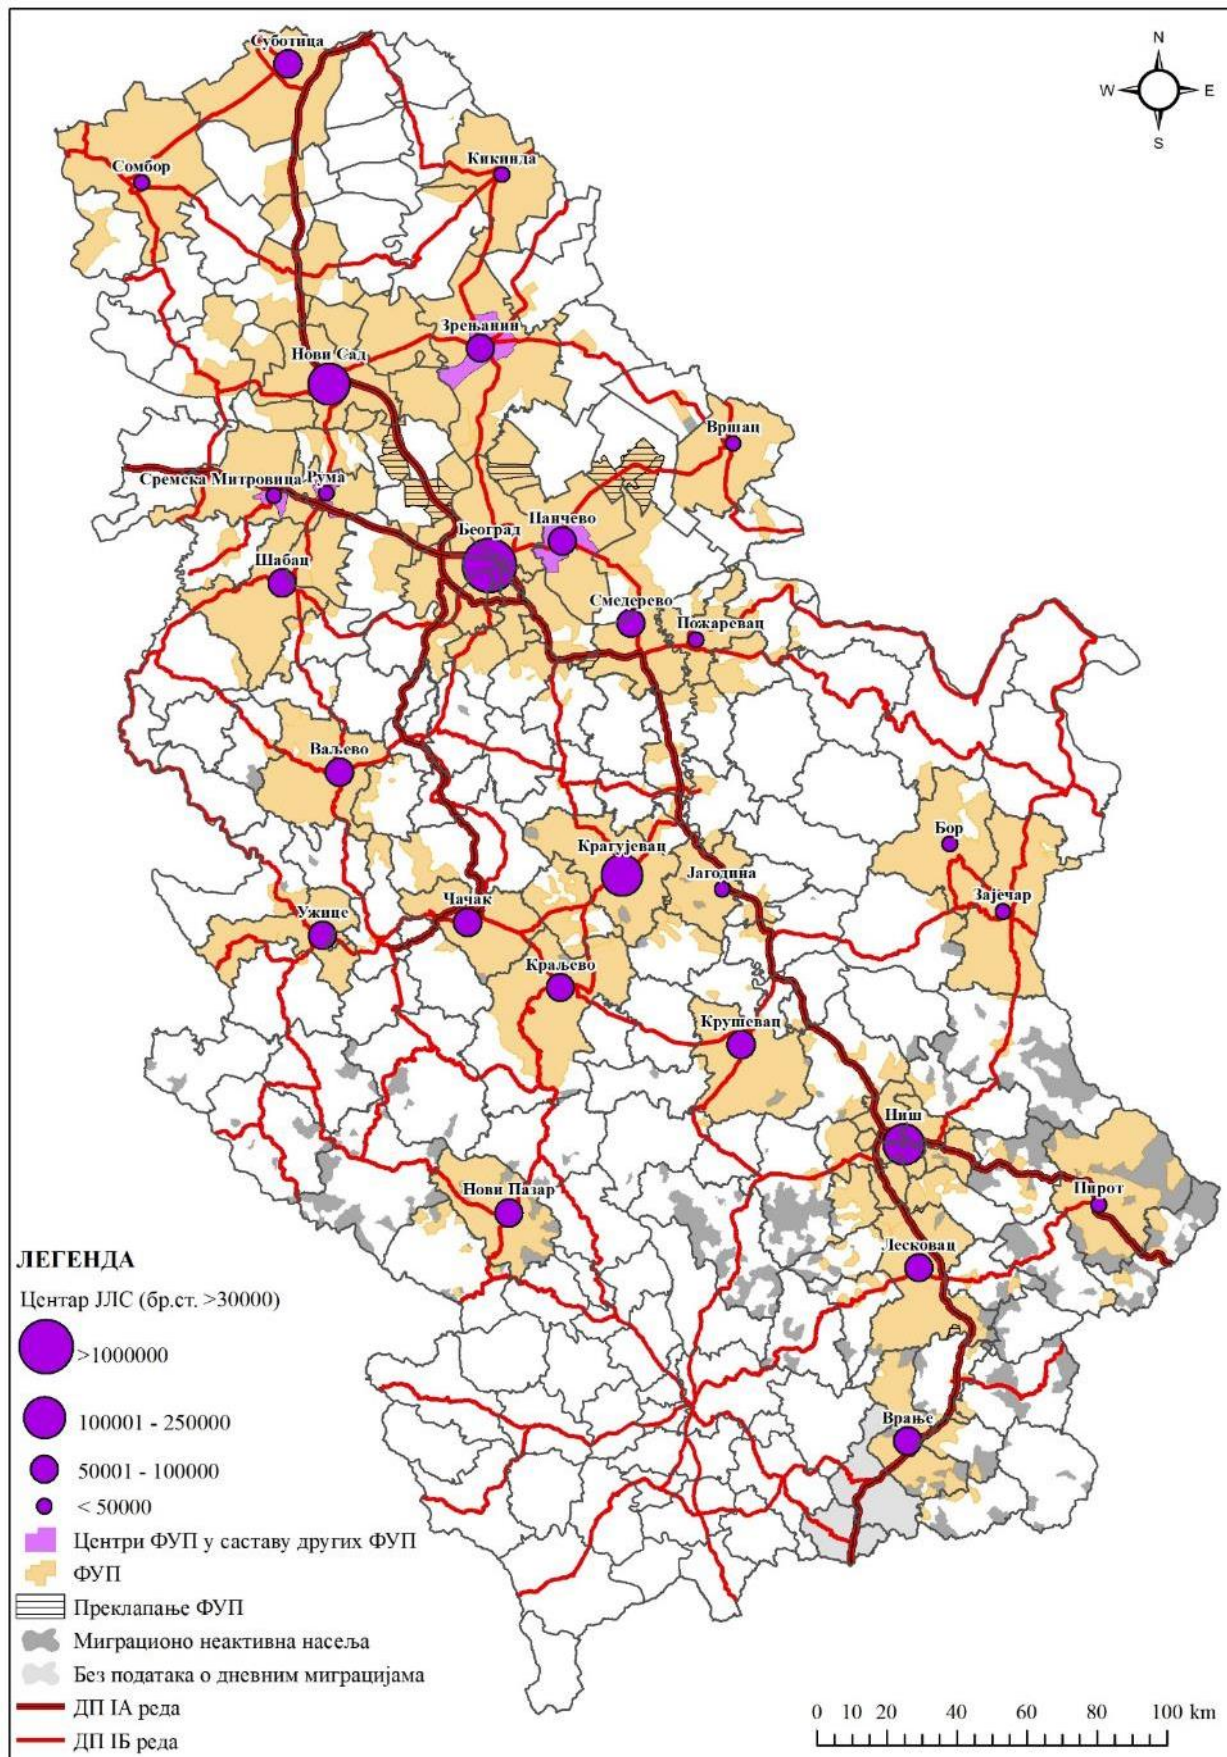 N
W E
S
Суботица
Сомбор
Кикинда
Зрењанин
Нови Сад
Вршац
Сремска Митровица
Рума
Панчево
Београд
Шабац
Смедерево
Пожаревац
Ваљево
Бор
Крагујевац
Јагодина
Зајечар
Чачак
Ужице
Краљево
Крушевац
Ниш
Нови Пазар
Пирот
Лесковац
Врање
ЛЕГЕНДА
Центар ЈЛС (бр.ст. >30000)
>1000000
100001 - 250000
50001 - 100000
< 50000
Центри ФУП у саставу других ФУП
ФУП
Преклапање ФУП
Миграционо неактивна насеља
Без података о дневним миграцијама
ДП IА реда
ДП IБ реда
0 10 20 40 60 80 100 km